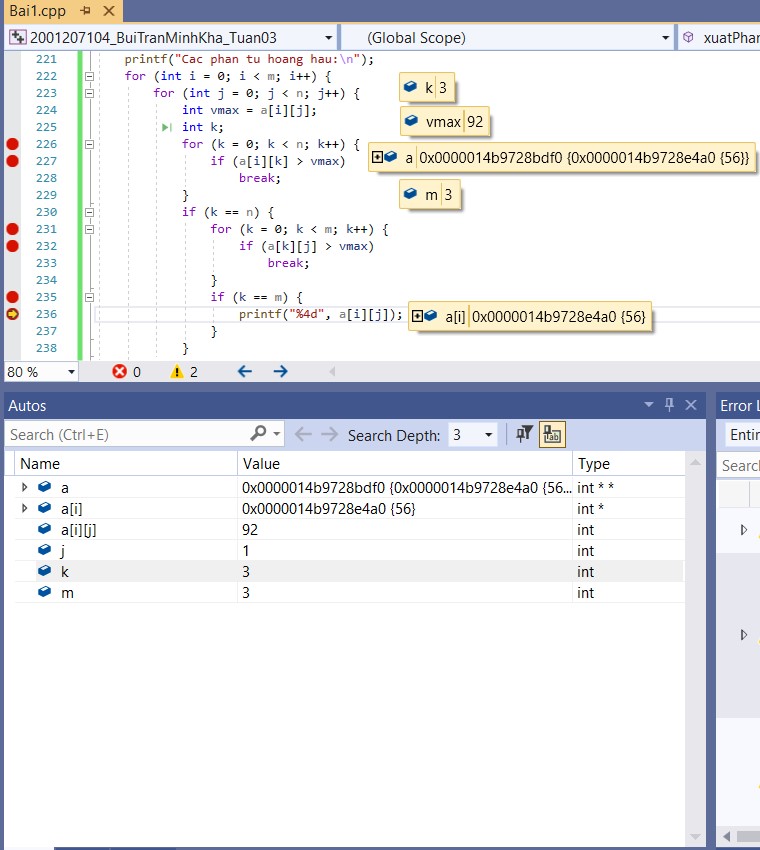 Bai1.cpp
2001207104_BuiTranMinhKha_Tuan03 (Global Scope) xuatPhan
221 printf("Cac phan tu hoang hau:\n");
222 for (int i = 0; i < m; i++) {
223 for (int j = 0; j < n; j++) {
k 3
224 int vmax = a[i][j];
vmax 92
225 int k;
226 for (k = 0; k < n; k++) {
a 0x0000014b9728bdf0 {0x0000014b9728e4a0 {56}}
227 if (a[i][k] > vmax)
228 break;
m 3
229 }
230 if (k == n) {
231 for (k = 0; k < m; k++) {
232 if (a[k][j] > vmax)
233 break;
234 }
235 if (k == m) {
236 printf("%4d", a[i][j]);
a[i] 0x0000014b9728e4a0 {56}
237 }
238 }
80 % 0 2
Autos
Error L
Search (Ctrl+E) Search Depth: 3
Entir
Name Value Type
Searc
a 0x0000014b9728bdf0 {0x0000014b9728e4a0 {56... int * *
a[i] 0x0000014b9728e4a0 {56} int *
a[i][j] 92 int
j 1 int
k 3 int
m 3 int